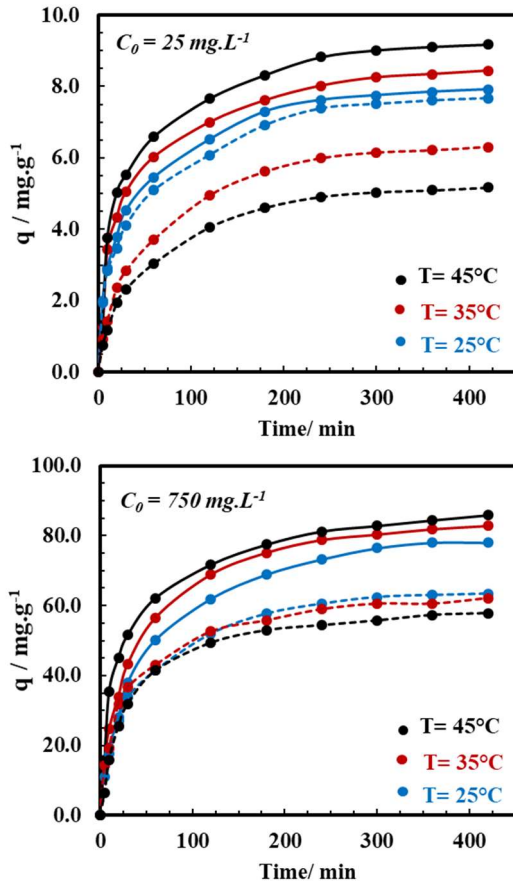 10.0
C₀ = 25 mg.L⁻¹
8.0
6.0
q / mg.g⁻¹
4.0
2.0
0.0
T= 45°C
T= 35°C
T= 25°C
0 100 200 300 400
Time/ min
100.0
C₀ = 750 mg.L⁻¹
80.0
60.0
q / mg.g⁻¹
40.0
20.0
0.0
T= 45°C
T= 35°C
T= 25°C
0 100 200 300 400
Time/ min